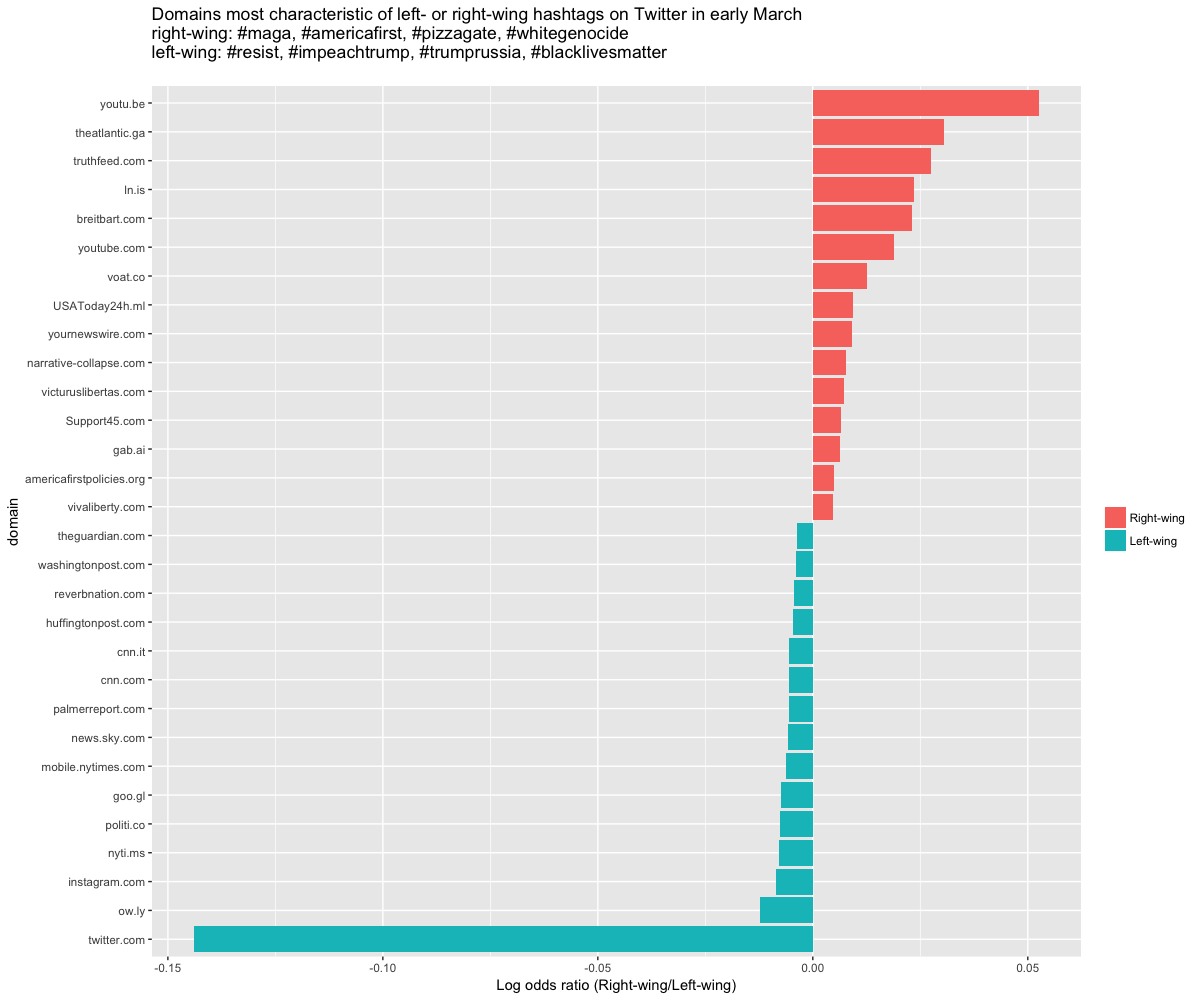 Domains most characteristic of left- or right-wing hashtags on Twitter in early March
right-wing: #maga, #americafirst, #pizzagate, #whitegenocide
left-wing: #resist, #impeachtrump, #trumprussia, #blacklivesmatter
domain
youtu.be
theatlantic.ga
truthfeed.com
ln.is
breitbart.com
youtube.com
voat.co
USAToday24h.ml
yournewswire.com
narrative-collapse.com
victuruslibertas.com
Support45.com
gab.ai
americafirstpolicies.org
vivaliberty.com
theguardian.com
washingtonpost.com
reverbnation.com
huffingtonpost.com
cnn.it
cnn.com
palmerreport.com
news.sky.com
mobile.nytimes.com
goo.gl
politi.co
nyti.ms
instagram.com
ow.ly
twitter.com
-0.15 -0.10 -0.05 0.00 0.05
Log odds ratio (Right-wing/Left-wing)
Right-wing
Left-wing